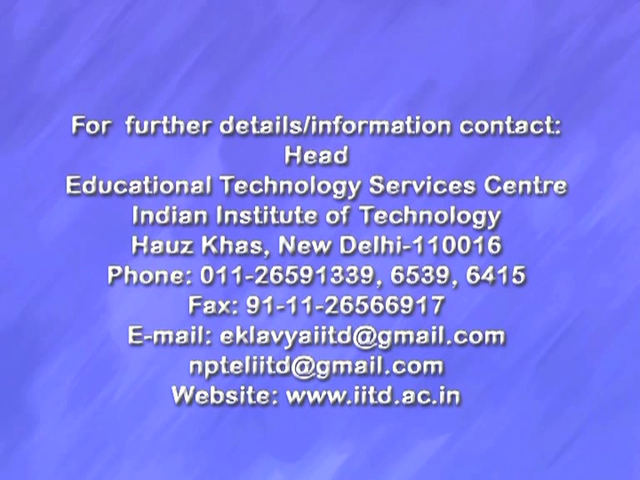 For further details/information contact:
Head
Educational Technology Services Centre
Indian Institute of Technology
Hauz Khas, New Delhi-110016
Phone: 011-26591339, 6539, 6415
Fax: 91-11-26566917
E-mail: eklavyaiitd@gmail.com
npteliitd@gmail.com
Website: www.iitd.ac.in